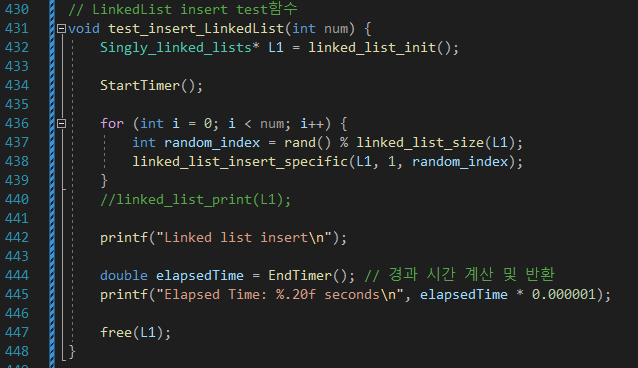 430 // LinkedList insert test함수
431 void test_insert_LinkedList(int num) {
432 Singly_linked_lists* L1 = linked_list_init();
433
434 StartTimer();
435
436 for (int i = 0; i < num; i++) {
437 int random_index = rand() % linked_list_size(L1);
438 linked_list_insert_specific(L1, 1, random_index);
439 }
440 //linked_list_print(L1);
441
442 printf("Linked list insert\n");
443
444 double elapsedTime = EndTimer(); // 경과 시간 계산 및 반환
445 printf("Elapsed Time: %.20f seconds\n", elapsedTime * 0.000001);
446
447 free(L1);
448 }